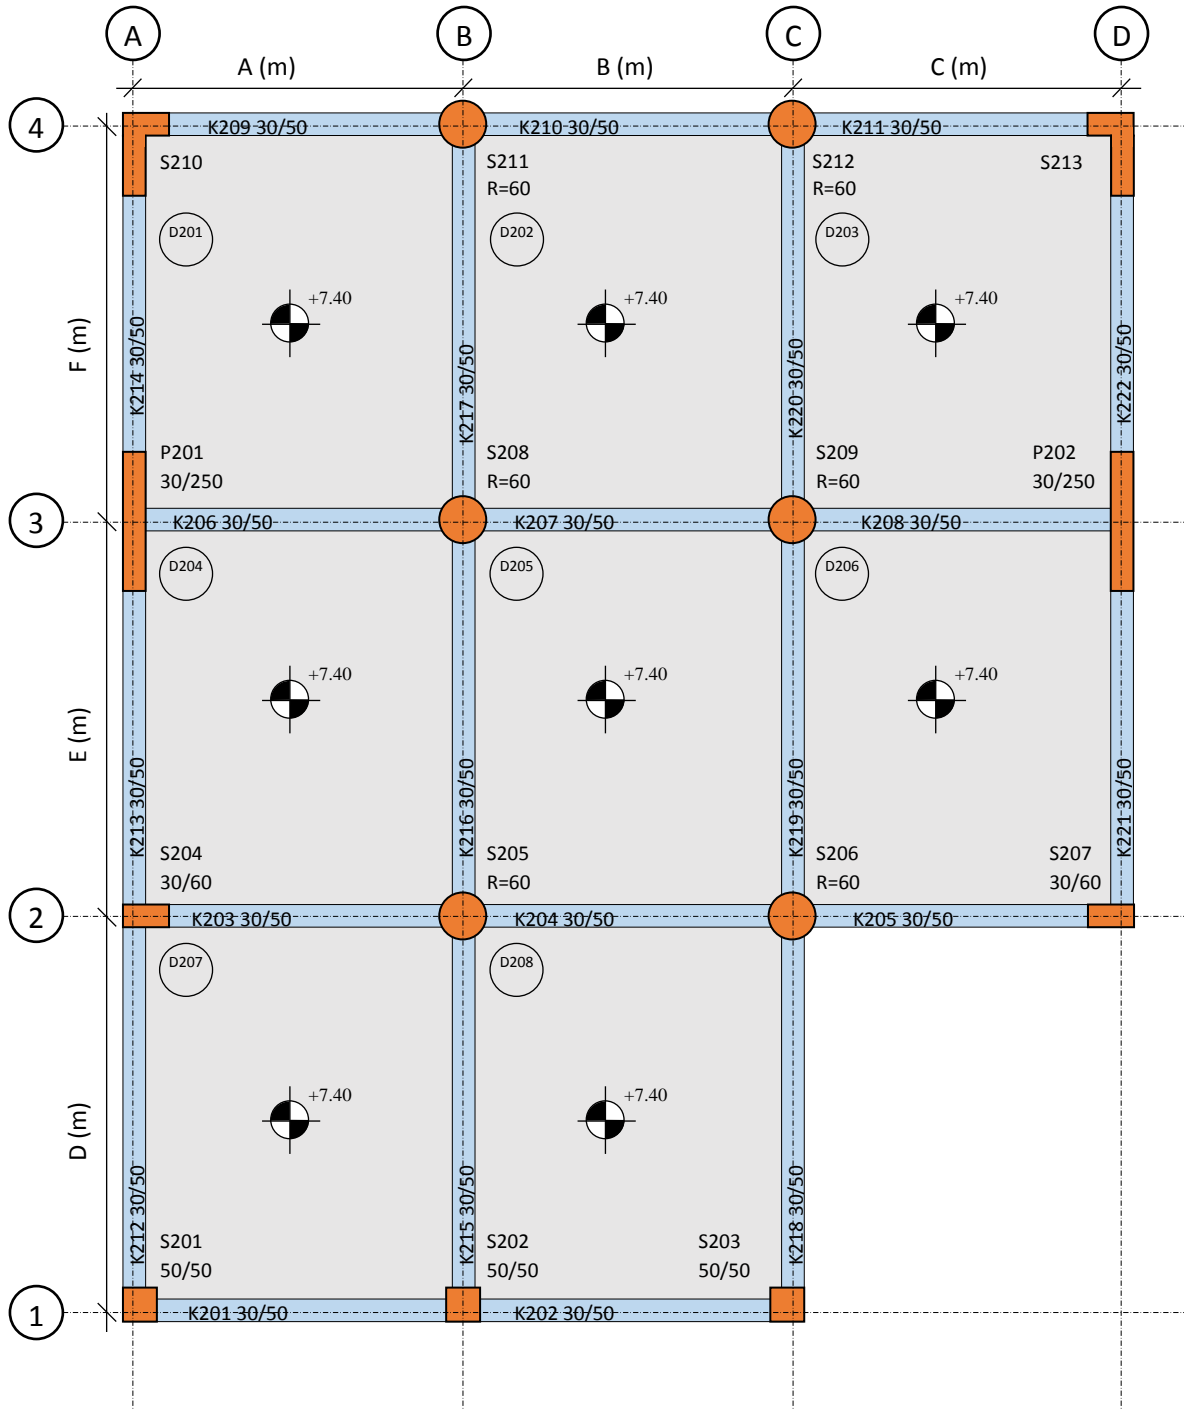 A B C D
A (m) B (m) C (m)
4
K209 30/50 K210 30/50 K211 30/50
S210 S211 S212 S213
R=60 R=60
D201 D202 D203
+7.40 +7.40 +7.40
F (m)
K214 30/50
K217 30/50
K220 30/50
K222 30/50
P201 S208 S209 P202
30/250 R=60 R=60 30/250
3
K206 30/50 K207 30/50 K208 30/50
D204 D205 D206
+7.40 +7.40 +7.40
E (m)
K213 30/50
K216 30/50
K219 30/50
K221 30/50
S204 S205 S206 S207
30/60 R=60 R=60 30/60
2
K203 30/50 K204 30/50 K205 30/50
D207 D208
+7.40 +7.40
D (m)
K212 30/50
K215 30/50
K218 30/50
S201 S202 S203
50/50 50/50 50/50
1
K201 30/50 K202 30/50